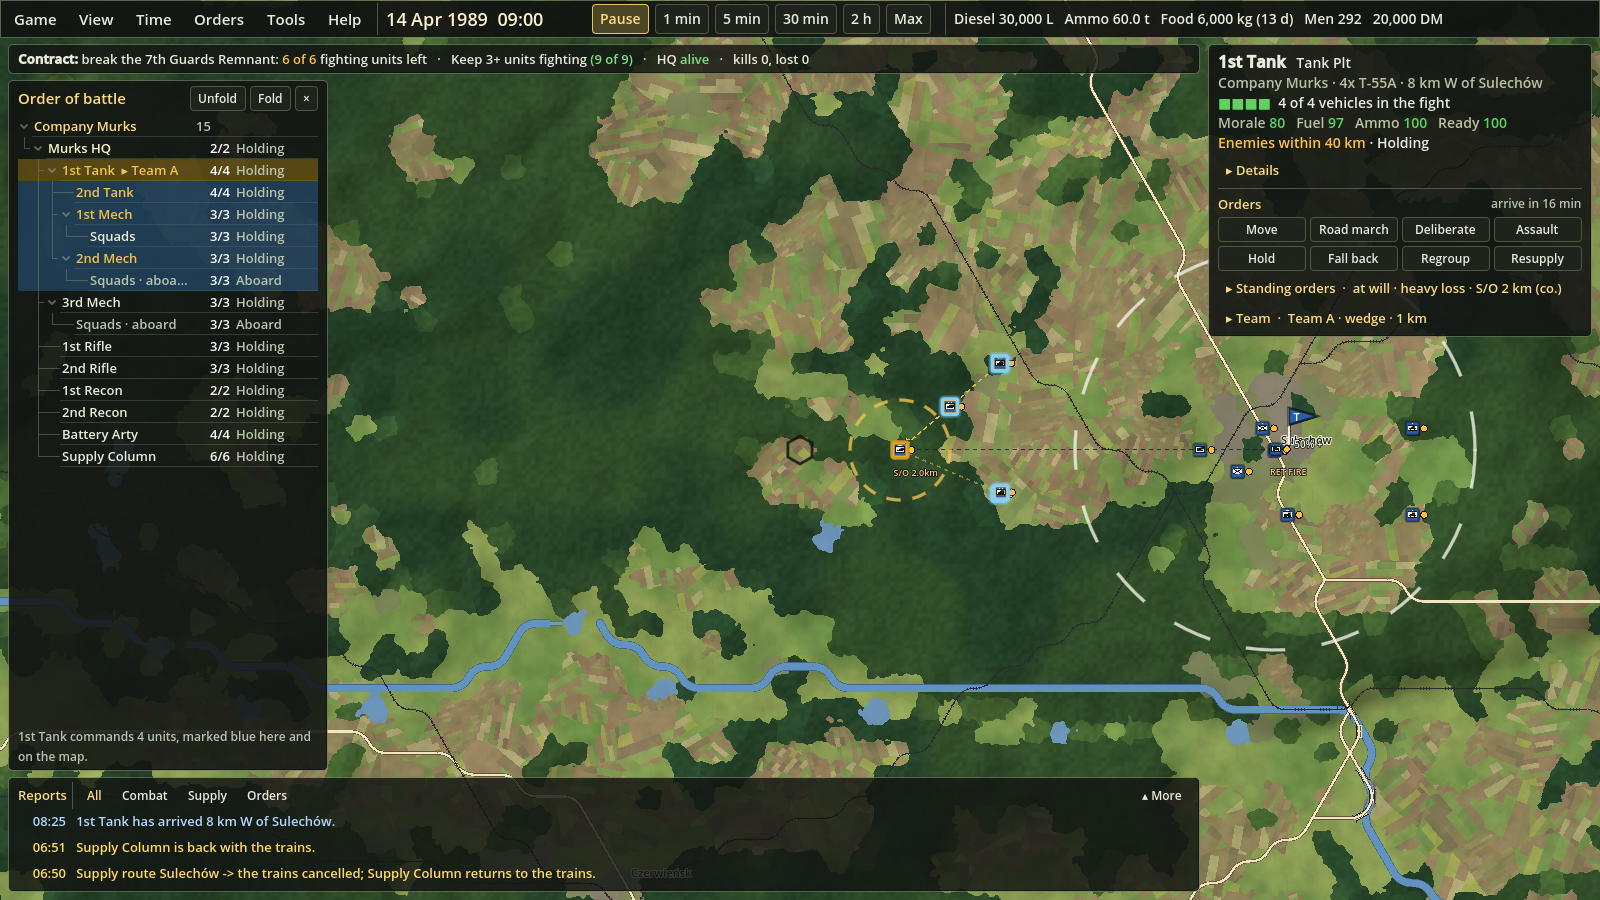 Game View Time Orders Tools Help 14 Apr 1989 09:00 Pause 1 min 5 min 30 min 2 h Max Diesel 30,000 L Ammo 60.0 t Food 6,000 kg (13 d) Men 292 20,000 DM
Contract: break the 7th Guards Remnant: 6 of 6 fighting units left · Keep 3+ units fighting (9 of 9) · HQ alive · kills 0, lost 0
Order of battle Unfold Fold ×
Company Murks 15
Murks HQ 2/2 Holding
1st Tank ▸ Team A 4/4 Holding
2nd Tank 4/4 Holding
1st Mech 3/3 Holding
Squads 3/3 Holding
2nd Mech 3/3 Holding
Squads · aboa... 3/3 Aboard
3rd Mech 3/3 Holding
Squads · aboard 3/3 Aboard
1st Rifle 3/3 Holding
2nd Rifle 3/3 Holding
1st Recon 2/2 Holding
2nd Recon 2/2 Holding
Battery Arty 4/4 Holding
Supply Column 6/6 Holding
1st Tank commands 4 units, marked blue here and
on the map.
1st Tank Tank Plt
Company Murks · 4x T-55A · 8 km W of Sulechów
4 of 4 vehicles in the fight
Morale 80 Fuel 97 Ammo 100 Ready 100
Enemies within 40 km · Holding
▸ Details
Orders arrive in 16 min
Move Road march Deliberate Assault
Hold Fall back Regroup Resupply
▸ Standing orders · at will · heavy loss · S/O 2 km (co.)
▸ Team · Team A · wedge · 1 km
T
S/O 2.0km
RET FIRE
Reports All Combat Supply Orders ▴ More
08:25 1st Tank has arrived 8 km W of Sulechów.
06:51 Supply Column is back with the trains.
06:50 Supply route Sulechów -> the trains cancelled; Supply Column returns to the trains.
Czerwieńsk